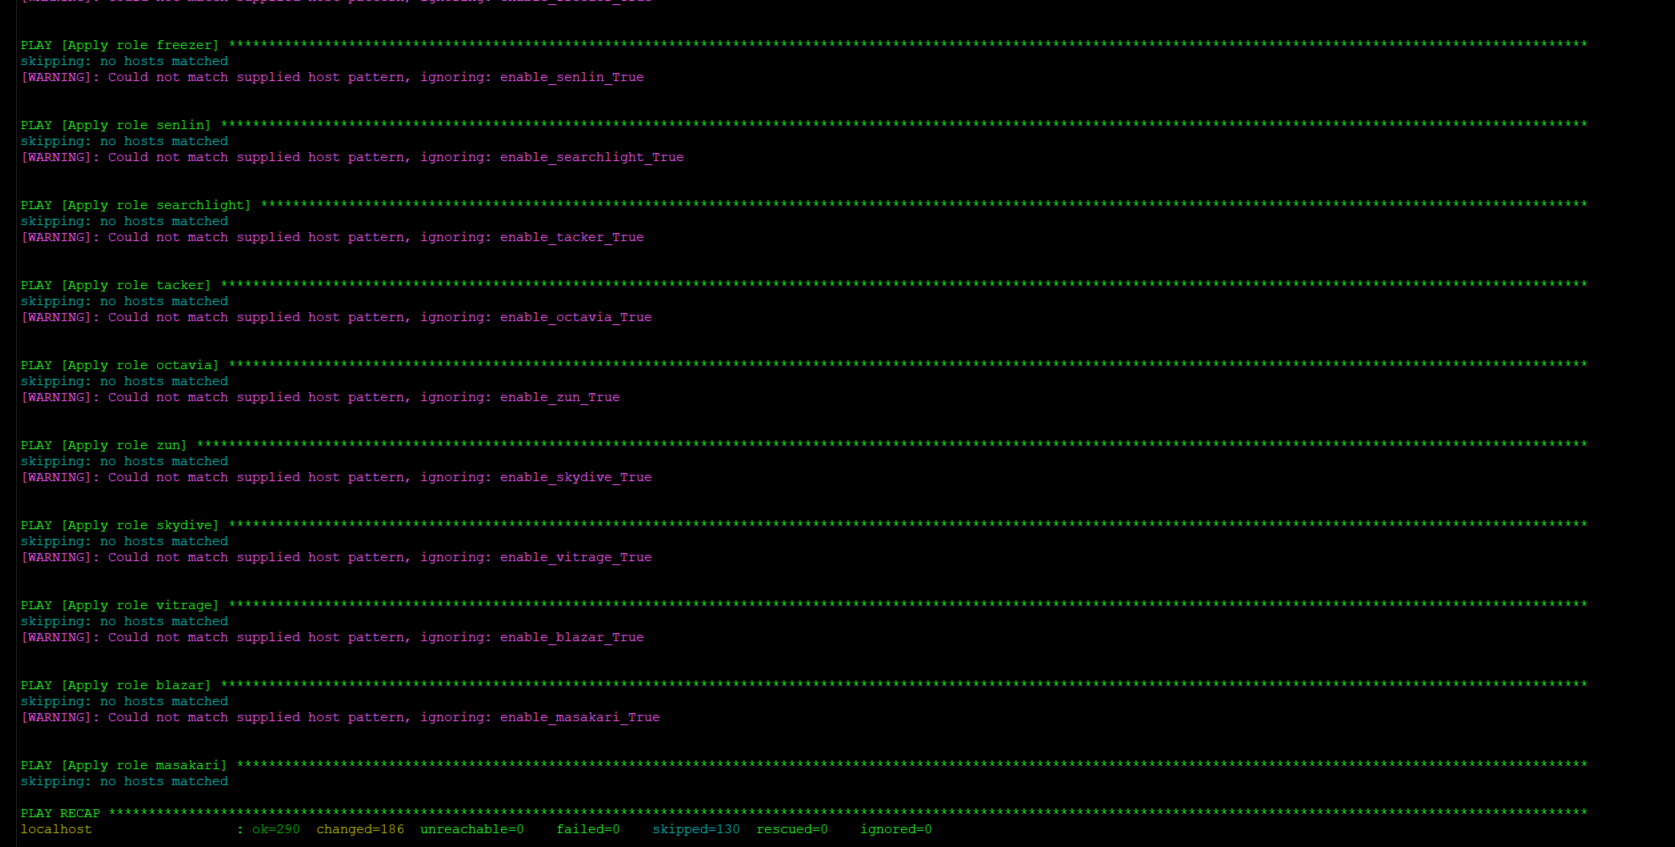 PLAY [Apply role freezer] ****************************************************************************************************************************************************************************
skipping: no hosts matched
[WARNING]: Could not match supplied host pattern, ignoring: enable_senlin_True
PLAY [Apply role senlin] *****************************************************************************************************************************************************************************
skipping: no hosts matched
[WARNING]: Could not match supplied host pattern, ignoring: enable_searchlight_True
PLAY [Apply role searchlight] ************************************************************************************************************************************************************************
skipping: no hosts matched
[WARNING]: Could not match supplied host pattern, ignoring: enable_tacker_True
PLAY [Apply role tacker] *****************************************************************************************************************************************************************************
skipping: no hosts matched
[WARNING]: Could not match supplied host pattern, ignoring: enable_octavia_True
PLAY [Apply role octavia] ****************************************************************************************************************************************************************************
skipping: no hosts matched
[WARNING]: Could not match supplied host pattern, ignoring: enable_zun_True
PLAY [Apply role zun] ********************************************************************************************************************************************************************************
skipping: no hosts matched
[WARNING]: Could not match supplied host pattern, ignoring: enable_skydive_True
PLAY [Apply role skydive] ****************************************************************************************************************************************************************************
skipping: no hosts matched
[WARNING]: Could not match supplied host pattern, ignoring: enable_vitrage_True
PLAY [Apply role vitrage] ****************************************************************************************************************************************************************************
skipping: no hosts matched
[WARNING]: Could not match supplied host pattern, ignoring: enable_blazar_True
PLAY [Apply role blazar] *****************************************************************************************************************************************************************************
skipping: no hosts matched
[WARNING]: Could not match supplied host pattern, ignoring: enable_masakari_True
PLAY [Apply role masakari] ***************************************************************************************************************************************************************************
skipping: no hosts matched
PLAY RECAP *******************************************************************************************************************************************************************************************
localhost                  : ok=290  changed=186  unreachable=0    failed=0    skipped=130  rescued=0    ignored=0